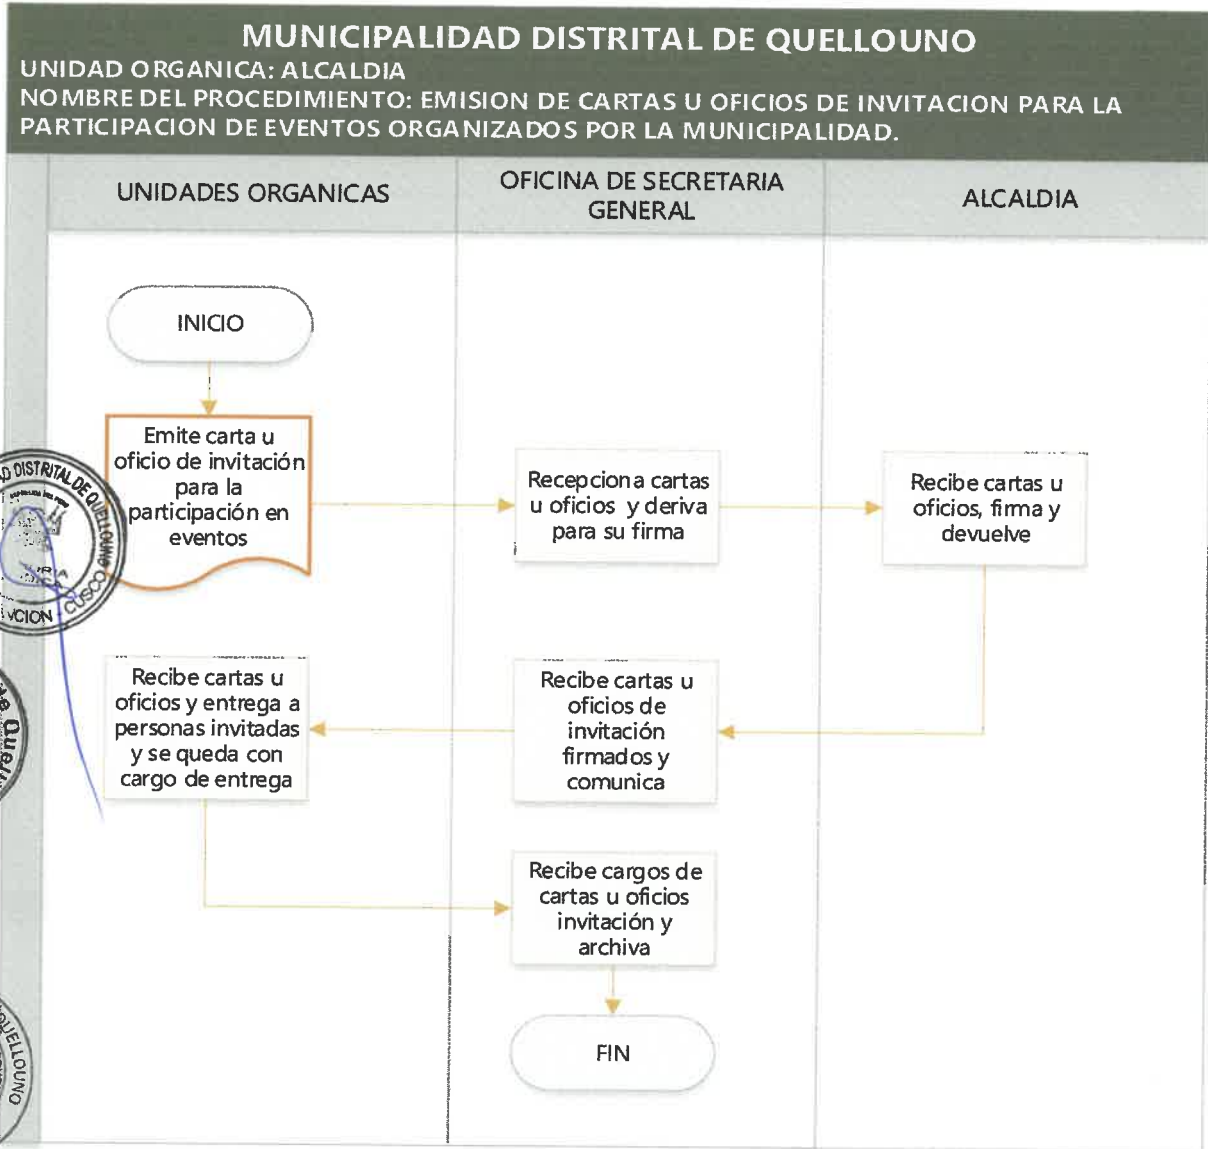 MUNICIPALIDAD DISTRITAL DE QUELLOUNO
UNIDAD ORGANICA: ALCALDIA
NOMBRE DEL PROCEDIMIENTO: EMISION DE CARTAS U OFICIOS DE INVITACION PARA LA
PARTICIPACION DE EVENTOS ORGANIZADOS POR LA MUNICIPALIDAD.
UNIDADES ORGANICAS
OFICINA DE SECRETARIA
GENERAL
ALCALDIA
INICIO
Emite carta u
oficio de invitación
para la
participación en
eventos
Recepciona cartas
u oficios y deriva
para su firma
Recibe cartas u
oficios, firma y
devuelve
Recibe cartas u
oficios y entrega a
personas invitadas
y se queda con
cargo de entrega
Recibe cartas u
oficios de
invitación
firmados y
comunica
Recibe cargos de
cartas u oficios
invitación y
archiva
FIN
DISTRITAL DE QUELLOUNO
CUSCO
QUELLOUNO